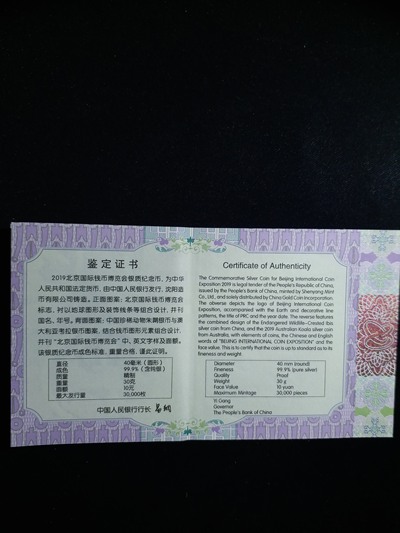 鉴定证书
2019北京国际钱币博览会银质纪念币,为中华
人民共和国法定货币,由中国人民银行发行,沈阳造
币有限公司铸造。正面图案:北京国际钱币博览会
标志,衬以地球图形及装饰线条等组合设计,并刊
国名、年号。背面图案:中国珍稀动物朱鹮银币与澳
大利亚考拉银币图案,结合钱币图形元素组合设计,
并刊“北京国际钱币博览会”中、英文字样及面额。
该银质纪念币成色标准,重量合格,谨此证明。
直径 40毫米(圆形)
成色 99.9%(含纯银)
质量 精制
重量 30克
面额 10元
最大发行量 30,000枚
中国人民银行行长 易纲
Certificate of Authenticity
The Commemorative Silver Coin for Beijing International Coin
Exposition 2019 is legal tender of the People's Republic of China,
issued by the People's Bank of China, minted by Shenyang Mint
Co., Ltd., and solely distributed by China Gold Coin Incorporation.
The obverse depicts the logo of Beijing International Coin
Exposition, accompanied with the Earth and decorative line
patterns, the title of PRC and the year date. The reverse features
the combined design of the Endangered Wildlife-Crested Ibis
silver coin from China, and the 2019 Australian Koala silver coin
from Australia, with elements of coins, the Chinese and English
words of "BEIJING INTERNATIONAL COIN EXPOSITION" and the
face value. This is to certify that the coin is up to standard as to its
fineness and weight.
Diameter 40 mm (round)
Fineness 99.9% (pure silver)
Quality Proof
Weight 30 g
Face Value 10 yuan
Maximum Mintage 30,000 pieces
Yi Gang
Governor
The People's Bank of China